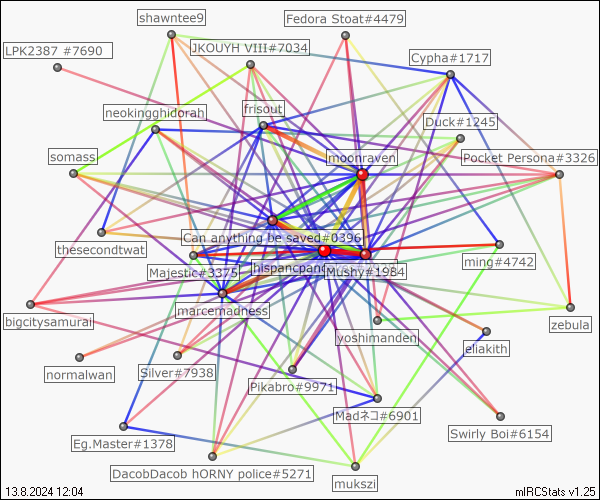 shawntee9
Fedora Stoat#4479
LPK2387 #7690
JKOUYH VIII#7034
Cypha#1717
neokingghidorah
frisout
Duck#1245
somass
moonraven
Pocket Persona#3326
thesecondtwat
Can anything be saved#0396
Majestic#3375
hispancpand
Mushy#1984
ming#4742
bigcitysamurai
marcemadness
yoshimanden
zebula
eliakith
normalwan
Silver#7938
Pikabro#9971
Madネコ#6901
Swirly Boi#6154
Eg.Master#1378
DacobDacob hORNY police#5271
mukszi
13.8.2024 12:04
mIRCStats v1.25